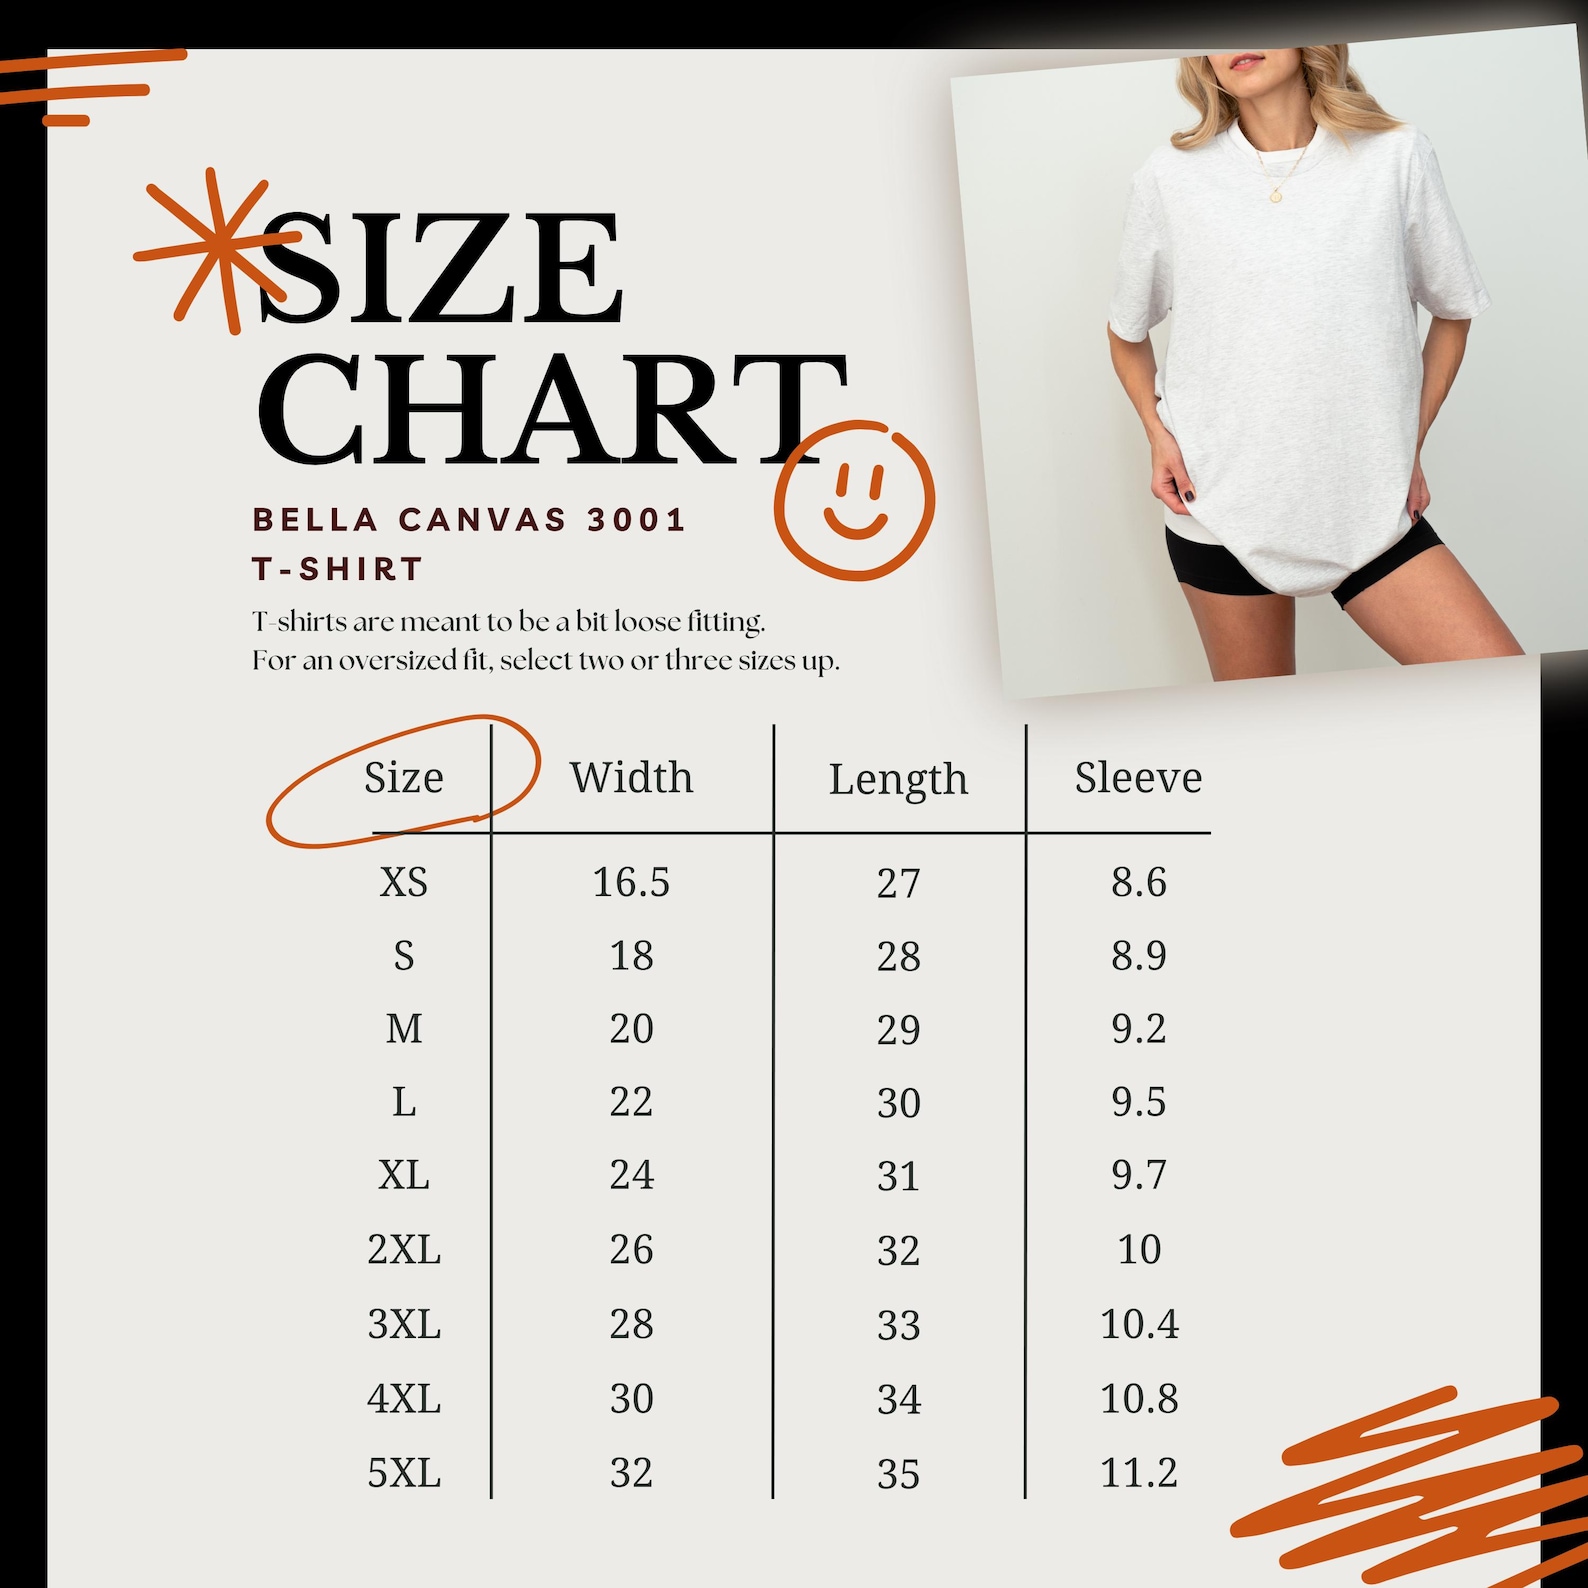 SIZE
CHART
BELLA CANVAS 3001
T-SHIRT
T-shirts are meant to be a bit loose fitting.
For an oversized fit, select two or three sizes up.
Size Width Length Sleeve
XS 16.5 27 8.6
S 18 28 8.9
M 20 29 9.2
L 22 30 9.5
XL 24 31 9.7
2XL 26 32 10
3XL 28 33 10.4
4XL 30 34 10.8
5XL 32 35 11.2